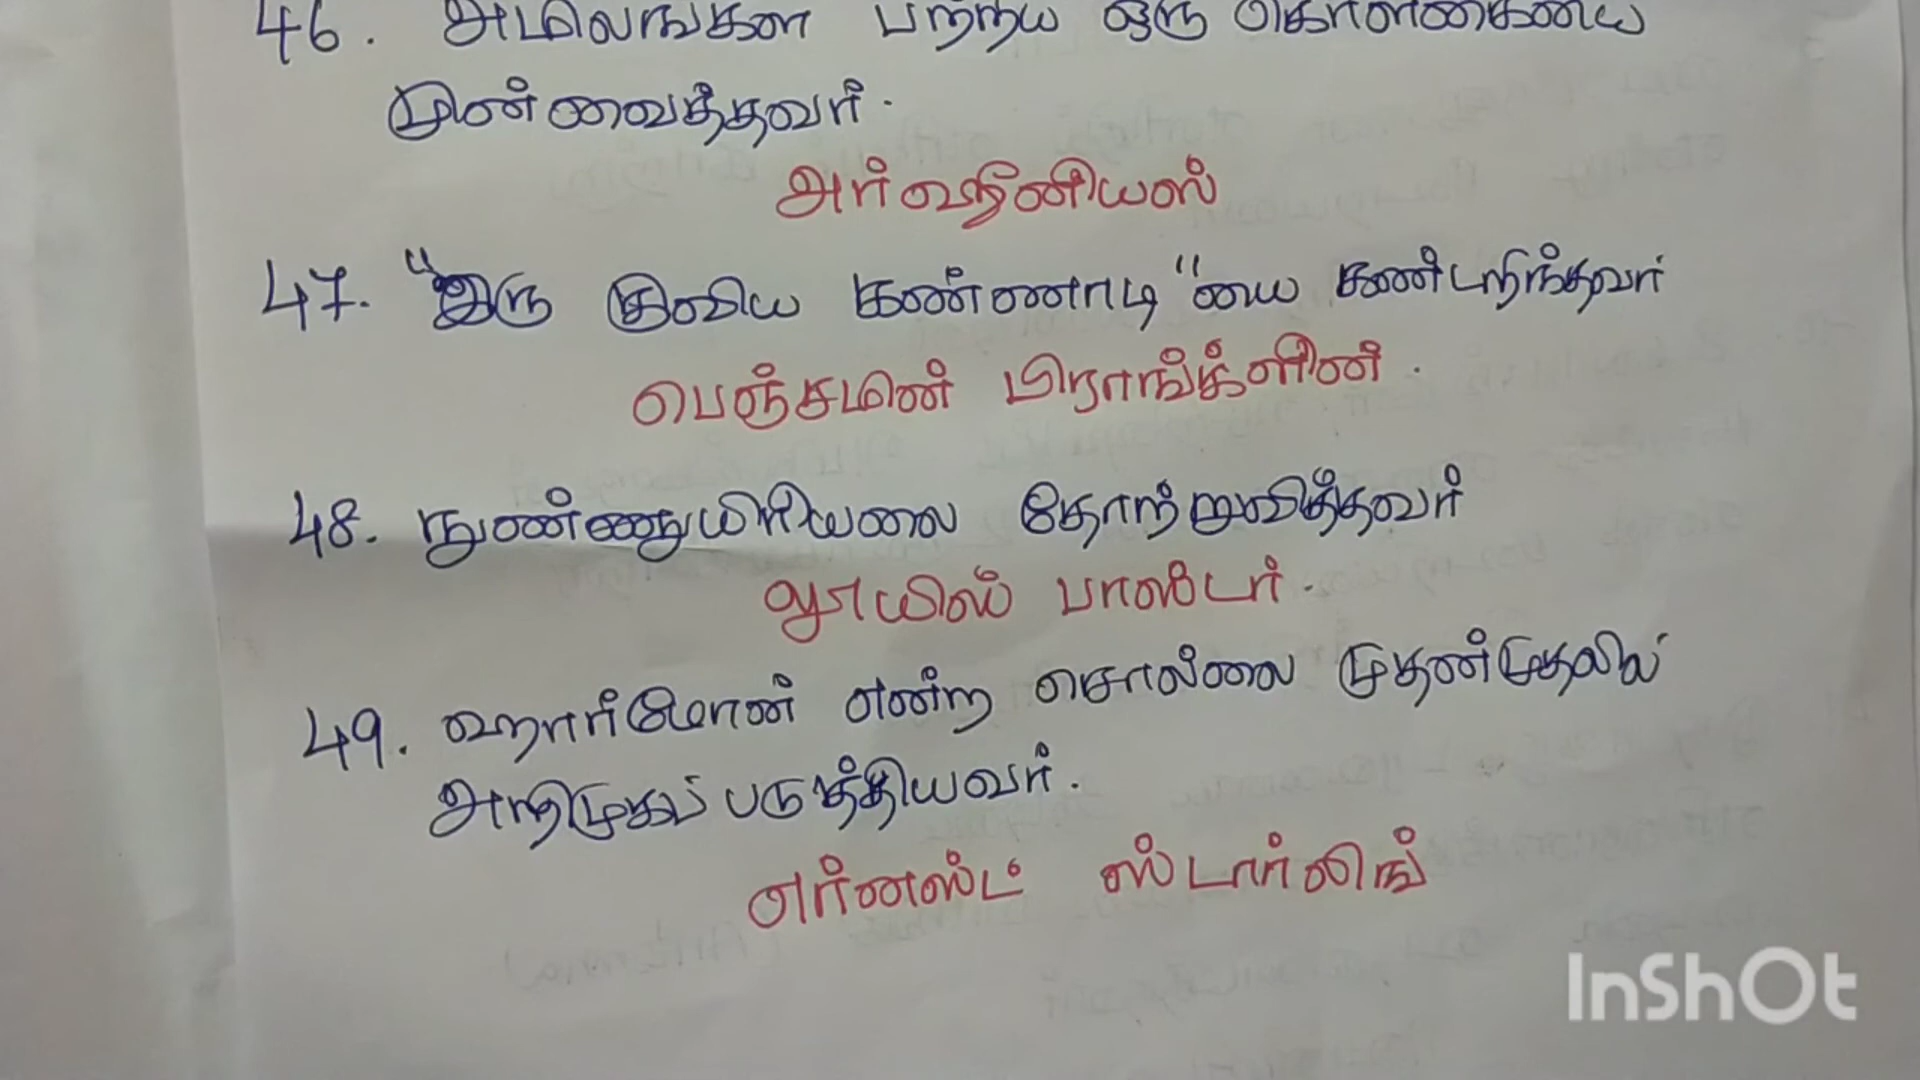 46. அமிலங்கள் பற்றிய ஒரு கொள்கையை
முன்வைத்தவர்.
அர்ஹீனியஸ்
47. "இரு குவிய கண்ணாடி"யை கண்டறிந்தவர்
பெஞ்சமின் பிராங்க்ளின்.
48. நுண்ணுயிரியலை தோற்றுவித்தவர்
லூயிஸ் பாஸ்டர்.
49. ஹார்மோன் என்ற சொல்லை முதன்முதலில்
அறிமுகப்படுத்தியவர்.
எர்னஸ்ட் ஸ்டார்லிங்
InShOt